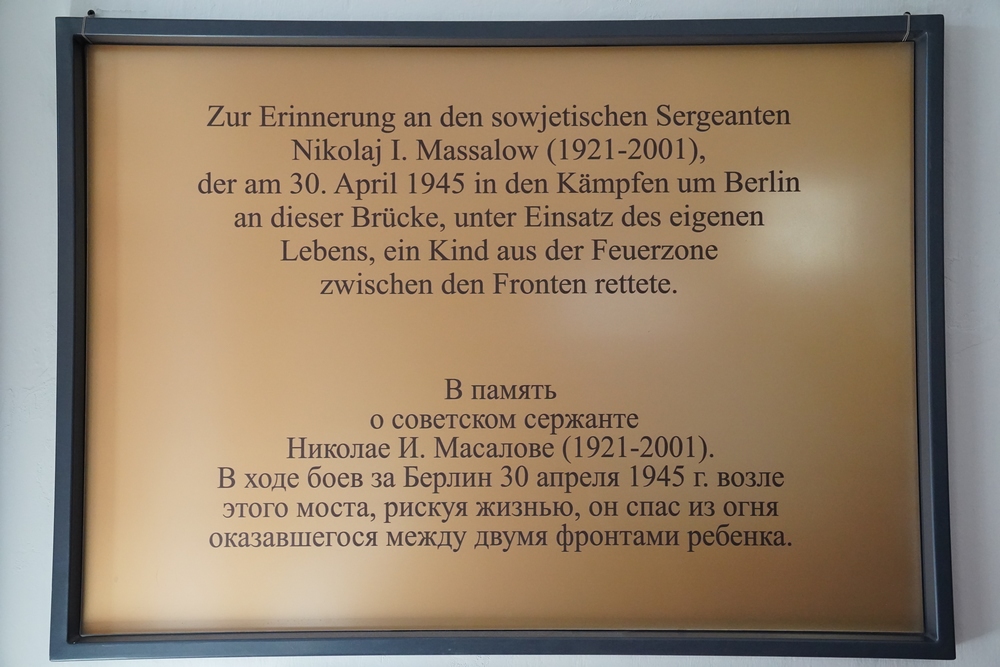 Zur Erinnerung an den sowjetischen Sergeanten
Nikolaj I. Massalow (1921-2001),
der am 30. April 1945 in den Kämpfen um Berlin
an dieser Brücke, unter Einsatz des eigenen
Lebens, ein Kind aus der Feuerzone
zwischen den Fronten rettete.
В память
о советском сержанте
Николае И. Масалове (1921-2001).
В ходе боев за Берлин 30 апреля 1945 г. возле
этого моста, рискуя жизнью, он спас из огня
оказавшегося между двумя фронтами ребенка.